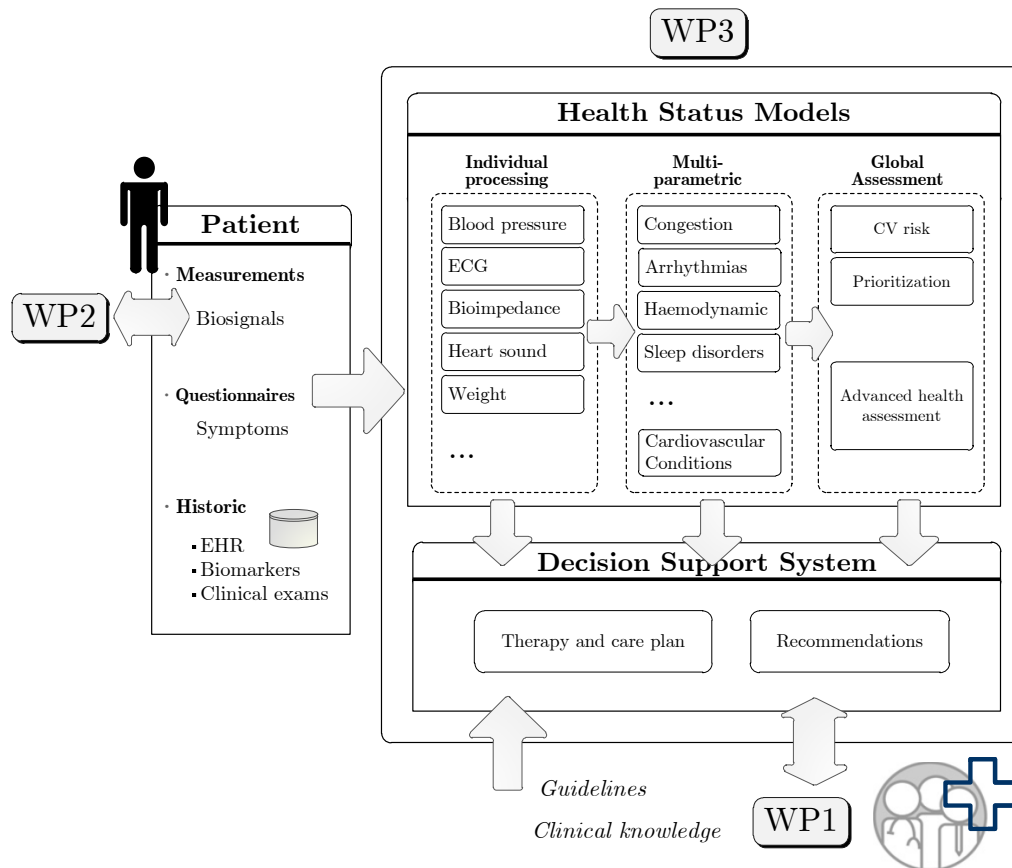 WP3
Health Status Models
Individual
processing
Blood pressure
ECG
Bioimpedance
Heart sound
Weight
...
Multi-
parametric
Congestion
Arrhythmias
Haemodynamic
Sleep disorders
...
Cardiovascular
Conditions
Global
Assessment
CV risk
Prioritization
Advanced health
assessment
Patient
· Measurements
Biosignals
WP2
· Questionnaires
Symptoms
· Historic
▪ EHR
▪ Biomarkers
▪ Clinical exams
Decision Support System
Therapy and care plan
Recommendations
Guidelines
Clinical knowledge
WP1